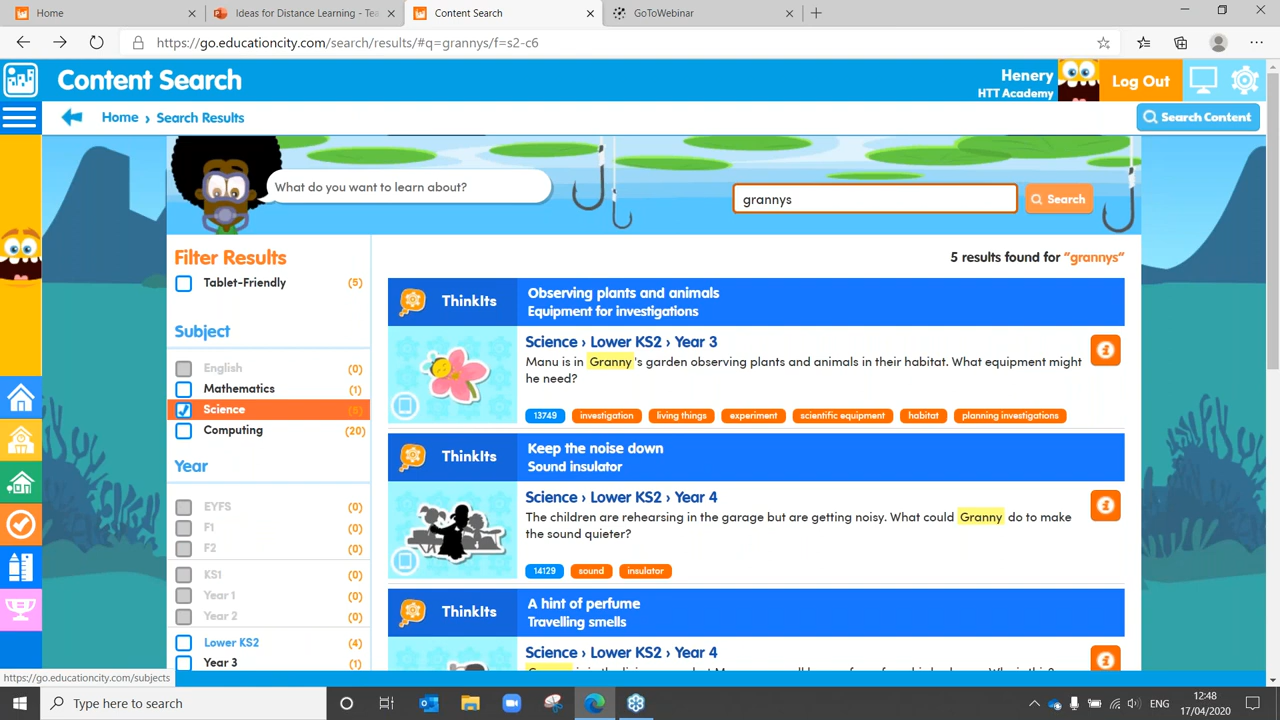 Home
Ideas for Distance Learning - Tea
Content Search
GoToWebinar
https://go.educationcity.com/search/results/#q=grannys/f=s2-c6
Content Search
Henery
HTT Academy
Log Out
Home › Search Results
Search Content
What do you want to learn about?
grannys
Search
Filter Results
Tablet-Friendly (5)
Subject
English (0)
Mathematics (1)
Science (5)
Computing (20)
Year
EYFS (0)
F1 (0)
F2 (0)
KS1 (0)
Year 1 (0)
Year 2 (0)
Lower KS2 (4)
Year 3 (1)
5 results found for "grannys"
ThinkIts
Observing plants and animals
Equipment for investigations
Science › Lower KS2 › Year 3
Manu is in Granny's garden observing plants and animals in their habitat. What equipment might
he need?
13749 investigation living things experiment scientific equipment habitat planning investigations
ThinkIts
Keep the noise down
Sound insulator
Science › Lower KS2 › Year 4
The children are rehearsing in the garage but are getting noisy. What could Granny do to make
the sound quieter?
14129 sound insulator
ThinkIts
A hint of perfume
Travelling smells
Science › Lower KS2 › Year 4
https://go.educationcity.com/subjects
Type here to search
ENG
12:48
17/04/2020